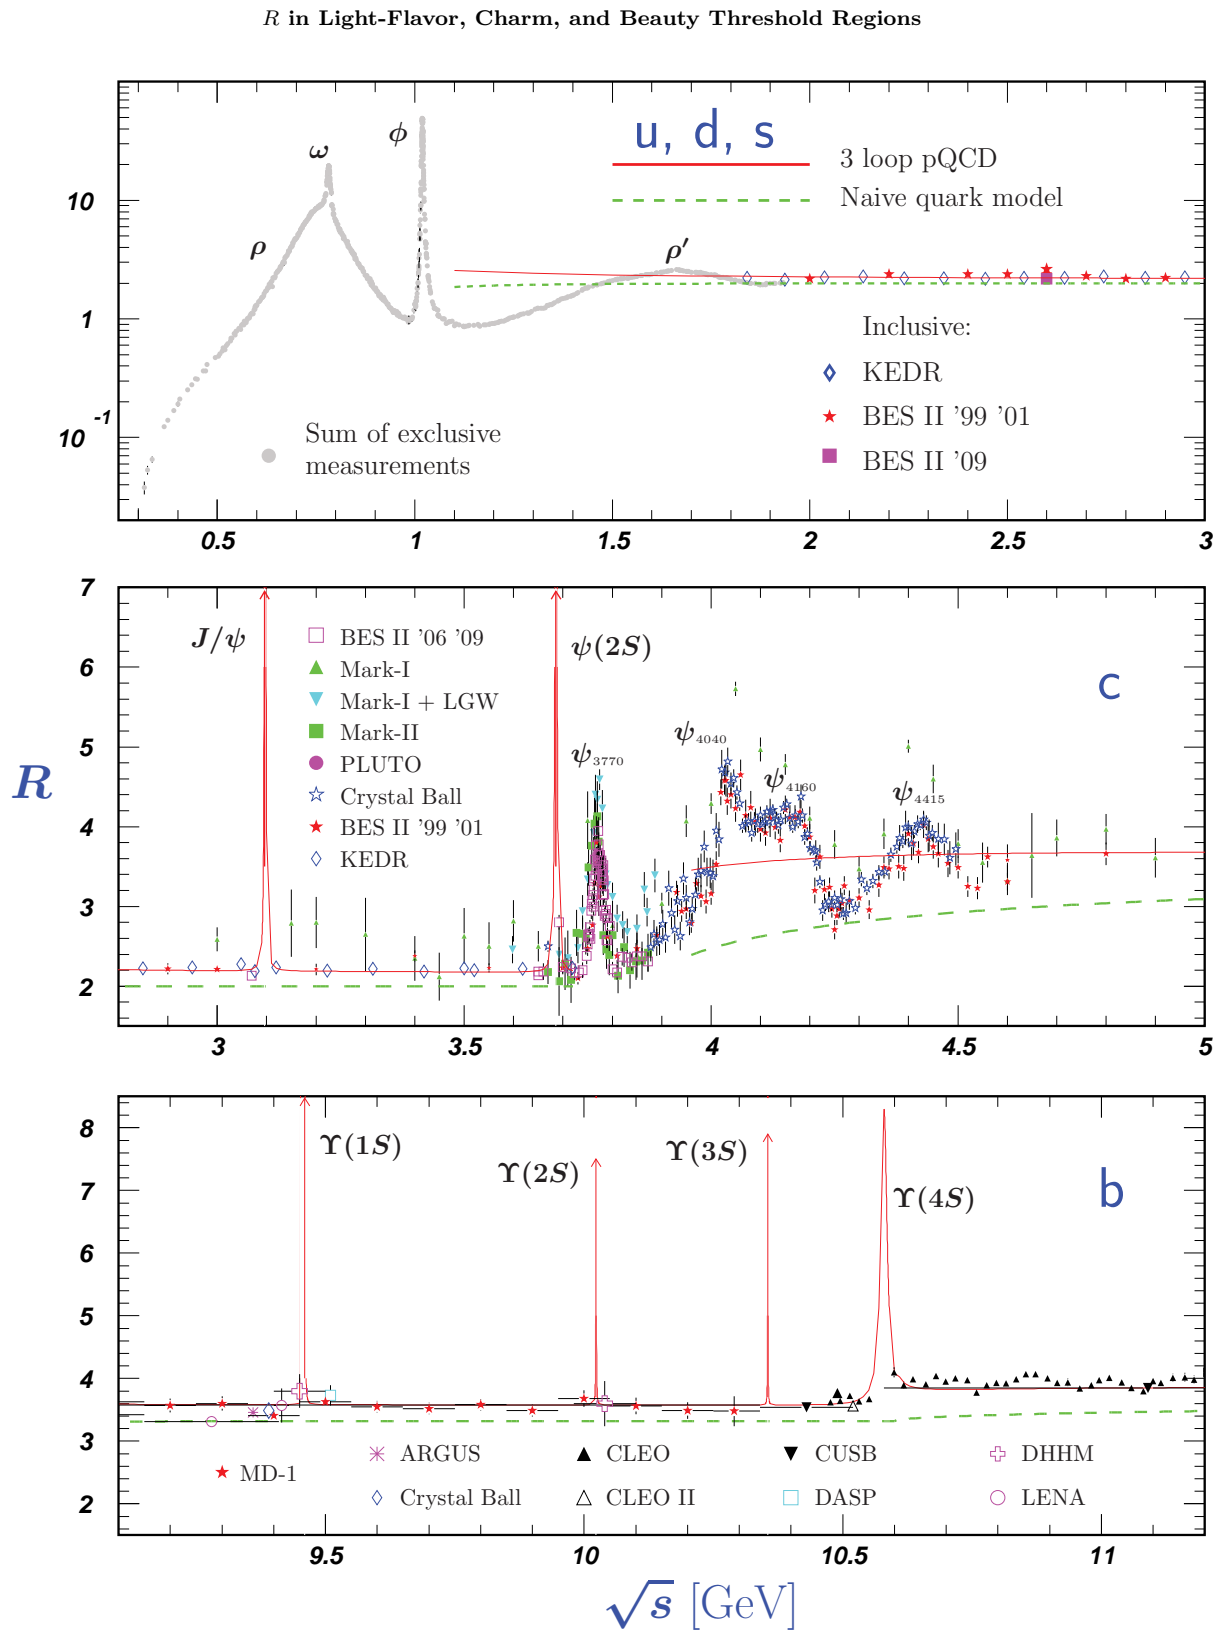 R in Light-Flavor, Charm, and Beauty Threshold Regions
u, d, s
3 loop pQCD
Naive quark model
ρ
ω
ϕ
ρ′
10
1
10 -1
Sum of exclusive
measurements
Inclusive:
KEDR
BES II '99 '01
BES II '09
0.5 1 1.5 2 2.5 3
7
6
5
4
3
2
R
J/ψ
ψ(2S)
BES II '06 '09
Mark-I
Mark-I + LGW
Mark-II
PLUTO
Crystal Ball
BES II '99 '01
KEDR
ψ3770
ψ4040
ψ4160
ψ4415
c
3 3.5 4 4.5 5
8
7
6
5
4
3
2
ϒ(1S)
ϒ(2S)
ϒ(3S)
ϒ(4S)
b
MD-1
ARGUS
Crystal Ball
CLEO
CLEO II
CUSB
DASP
DHHM
LENA
9.5 10 10.5 11
√s [GeV]